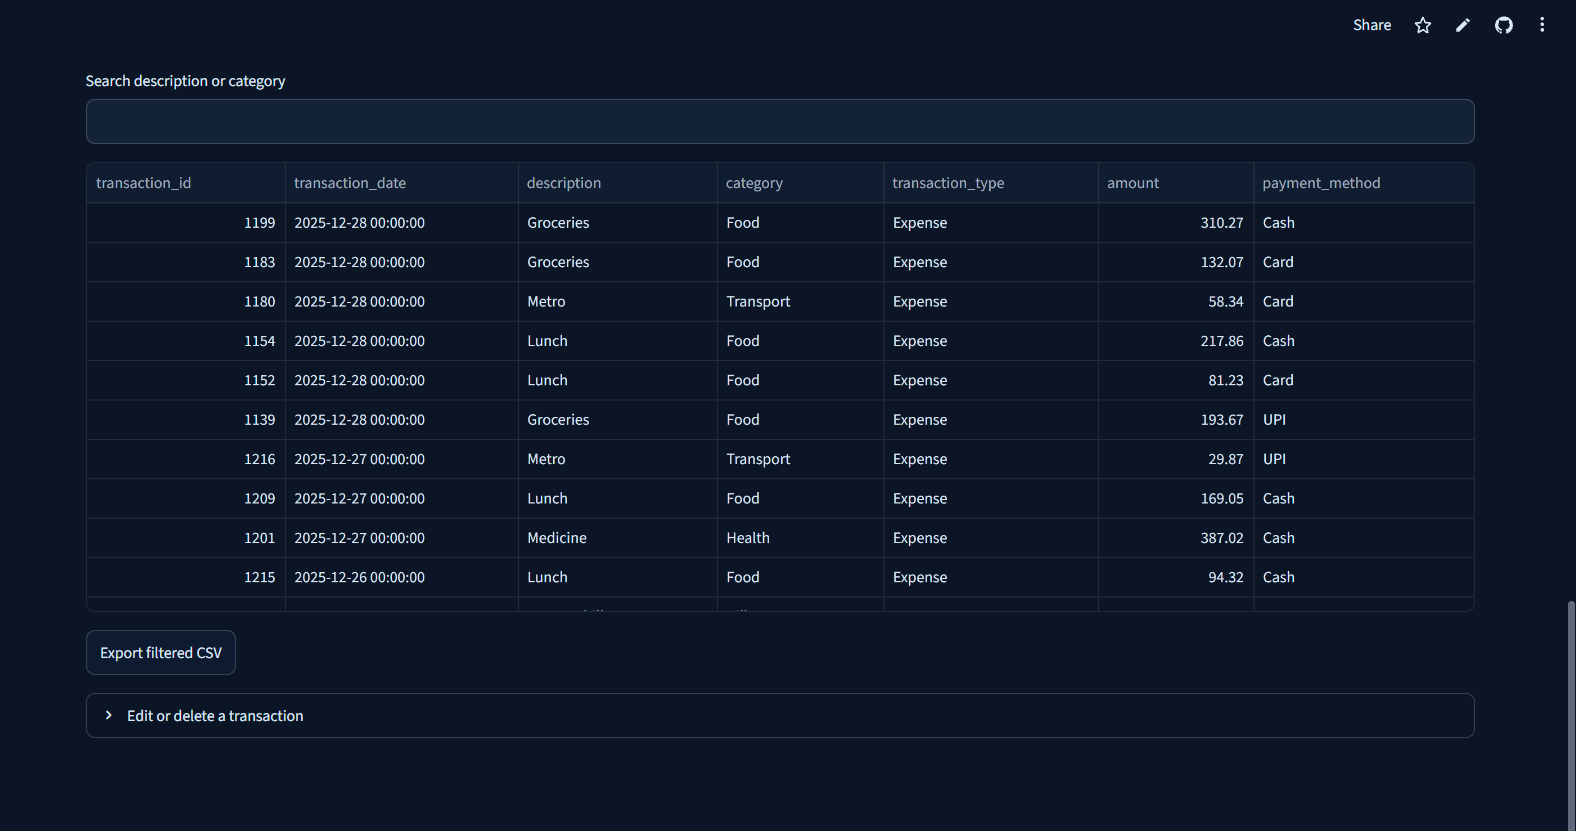 Share
Search description or category
transaction_id transaction_date description category transaction_type amount payment_method
1199 2025-12-28 00:00:00 Groceries Food Expense 310.27 Cash
1183 2025-12-28 00:00:00 Groceries Food Expense 132.07 Card
1180 2025-12-28 00:00:00 Metro Transport Expense 58.34 Card
1154 2025-12-28 00:00:00 Lunch Food Expense 217.86 Cash
1152 2025-12-28 00:00:00 Lunch Food Expense 81.23 Card
1139 2025-12-28 00:00:00 Groceries Food Expense 193.67 UPI
1216 2025-12-27 00:00:00 Metro Transport Expense 29.87 UPI
1209 2025-12-27 00:00:00 Lunch Food Expense 169.05 Cash
1201 2025-12-27 00:00:00 Medicine Health Expense 387.02 Cash
1215 2025-12-26 00:00:00 Lunch Food Expense 94.32 Cash
Export filtered CSV
Edit or delete a transaction